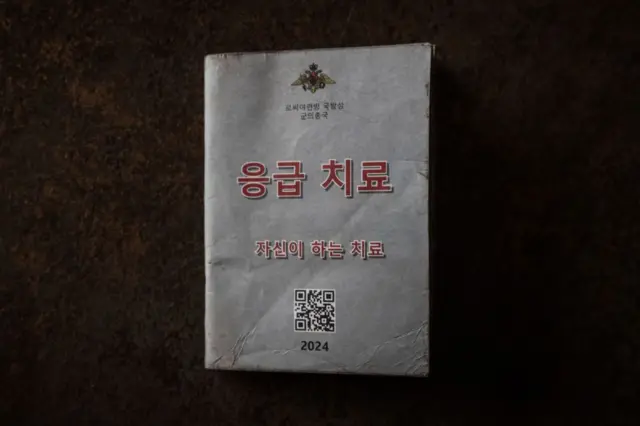 로씨야련방 국방성
군의총국
응급 치료
자신이 하는 치료
2024